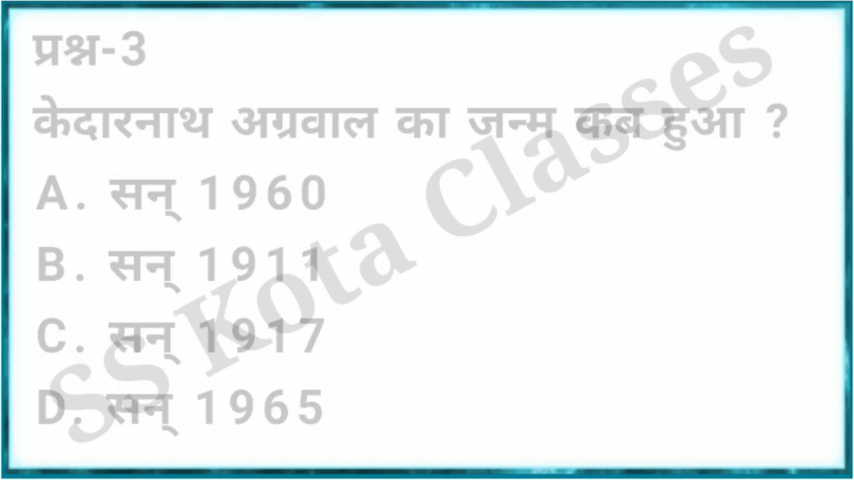 प्रश्न-3
केदारनाथ अग्रवाल का जन्म कब हुआ ?
A. सन् 1960
B. सन् 1911
C. सन् 1917
D. सन् 1965
SS Kota Classes